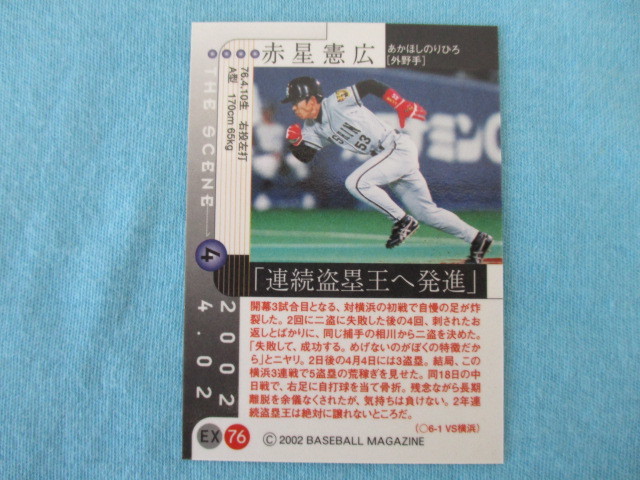 赤星憲広
あかほしのりひろ
[外野手]
76.4.10生 右投左打
A型 170cm 65kg
THE SCENE
4
2002
4.02
53
「連続盗塁王へ発進」
開幕3試合目となる、対横浜の初戦で自慢の足が炸
裂した。2回に二盗に失敗した後の4回、刺されたお
返しとばかりに、同じ捕手の相川から二盗を決めた。
「失敗して、成功する。めげないのがぼくの特徴だか
ら」とニヤリ。2日後の4月4日には3盗塁。結局、この
横浜3連戦で5盗塁の荒稼ぎを見せた。同18日の中
日戦で、右足に自打球を当て骨折。残念ながら長期
離脱を余儀なくされたが、気持ちは負けない。2年連
続盗塁王は絶対に譲れないところだ。
(○6-1 VS横浜)
EX 76
© 2002 BASEBALL MAGAZINE